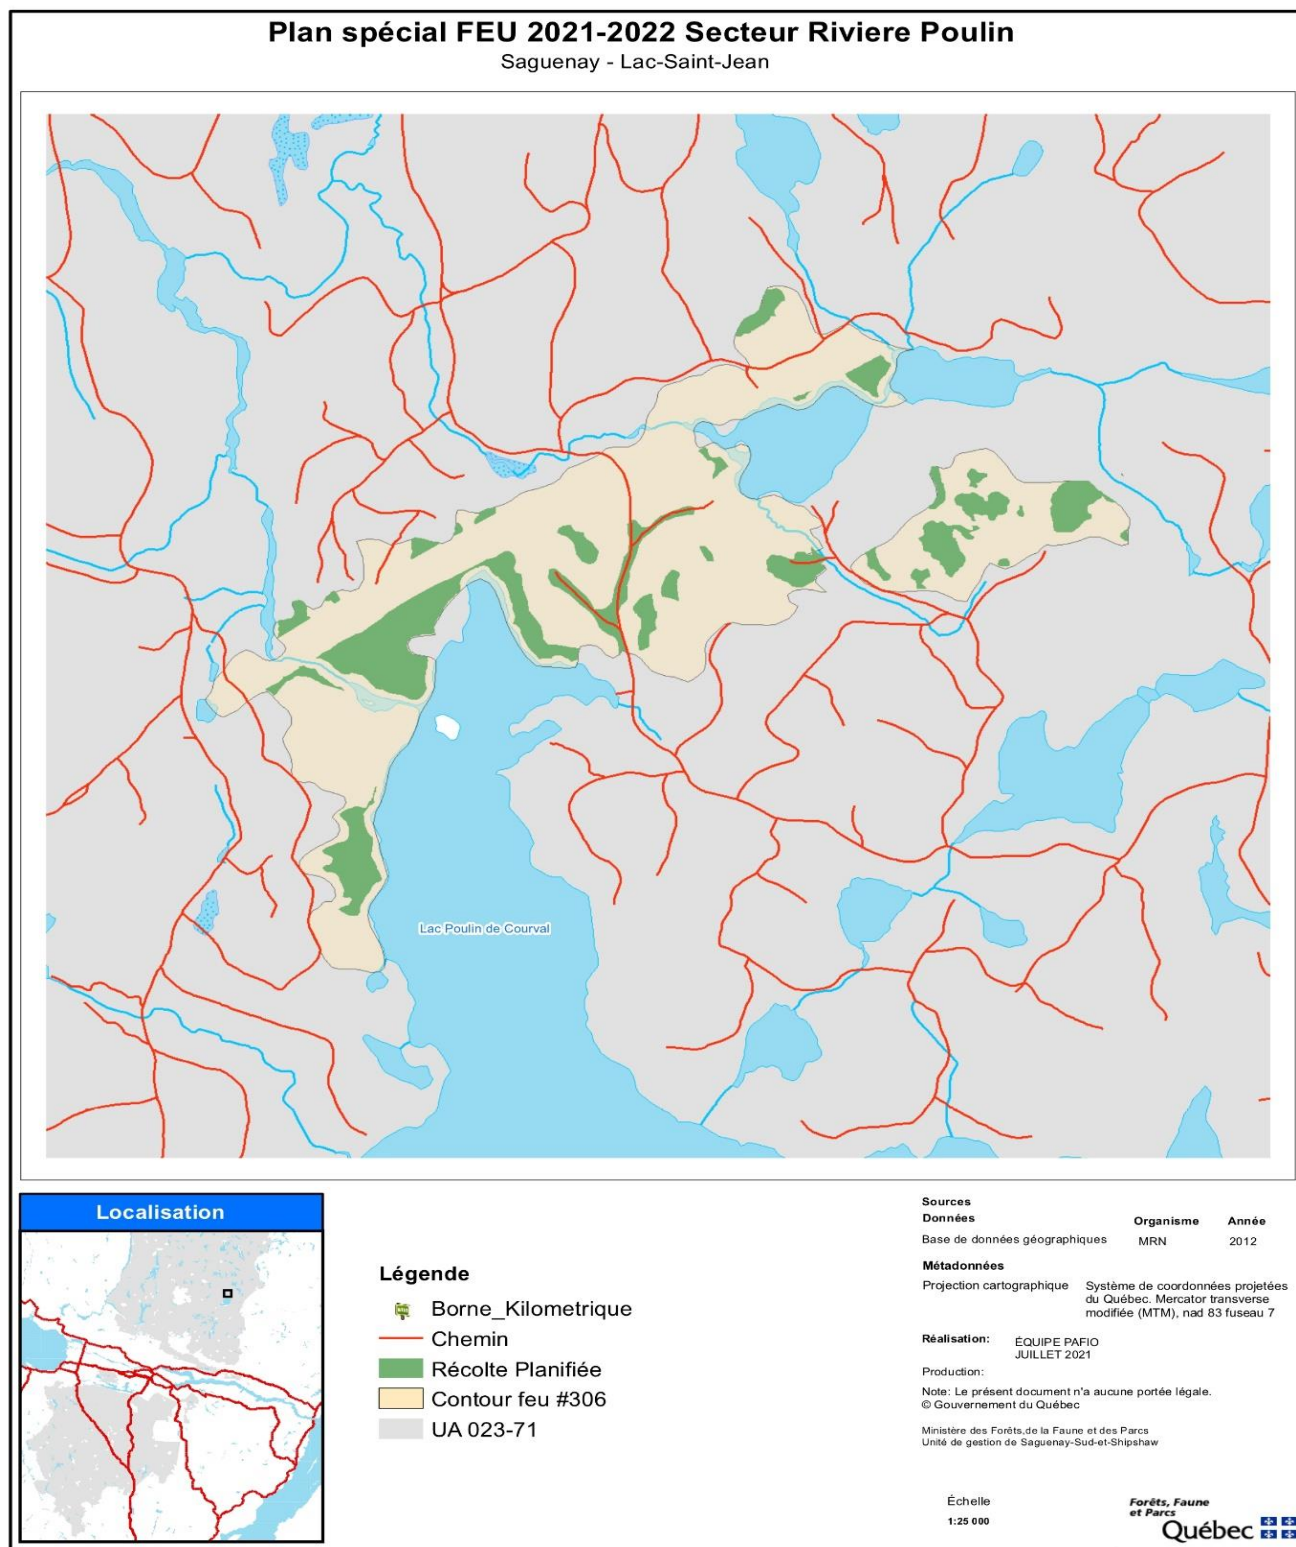 Plan spécial FEU 2021-2022 Secteur Riviere Poulin
Saguenay - Lac-Saint-Jean
Lac Poulin de Courval
Localisation
Légende
Borne_Kilometrique
Chemin
Récolte Planifiée
Contour feu #306
UA 023-71
Sources
Données Organisme Année
Base de données géographiques MRN 2012
Métadonnées
Projection cartographique Système de coordonnées projetées
du Québec. Mercator transverse
modifiée (MTM), nad 83 fuseau 7
Réalisation: ÉQUIPE PAFIO
JUILLET 2021
Production:
Note: Le présent document n'a aucune portée légale.
© Gouvernement du Québec
Ministère des Forêts,de la Faune et des Parcs
Unité de gestion de Saguenay-Sud-et-Shipshaw
Échelle
1:25 000
Forêts, Faune
et Parcs
Québec